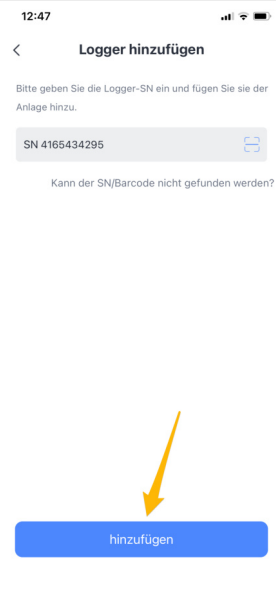 12:47
Logger hinzufügen
Bitte geben Sie die Logger-SN ein und fügen Sie sie der
Anlage hinzu.
SN 4165434295
Kann der SN/Barcode nicht gefunden werden?
hinzufügen